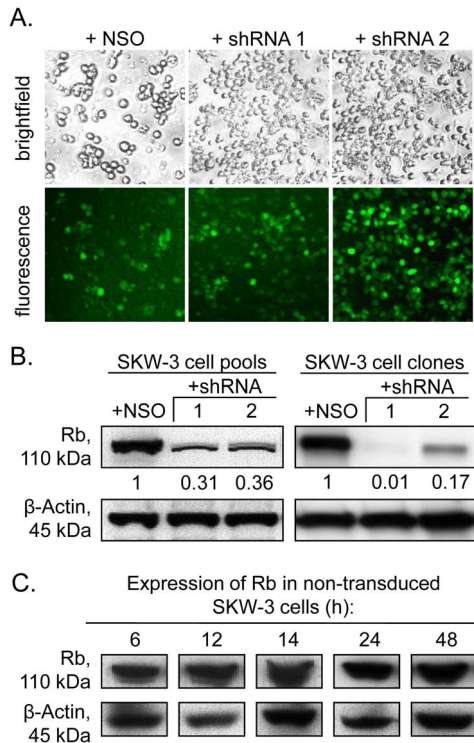 A.
+ NSO + shRNA 1 + shRNA 2
brightfield
fluorescence
B.
SKW-3 cell pools SKW-3 cell clones
+shRNA +shRNA
+NSO 1 2 +NSO 1 2
Rb,
110 kDa
1 0.31 0.36 1 0.01 0.17
β-Actin,
45 kDa
C.
Expression of Rb in non-transduced
SKW-3 cells (h):
6 12 14 24 48
Rb,
110 kDa
β-Actin,
45 kDa